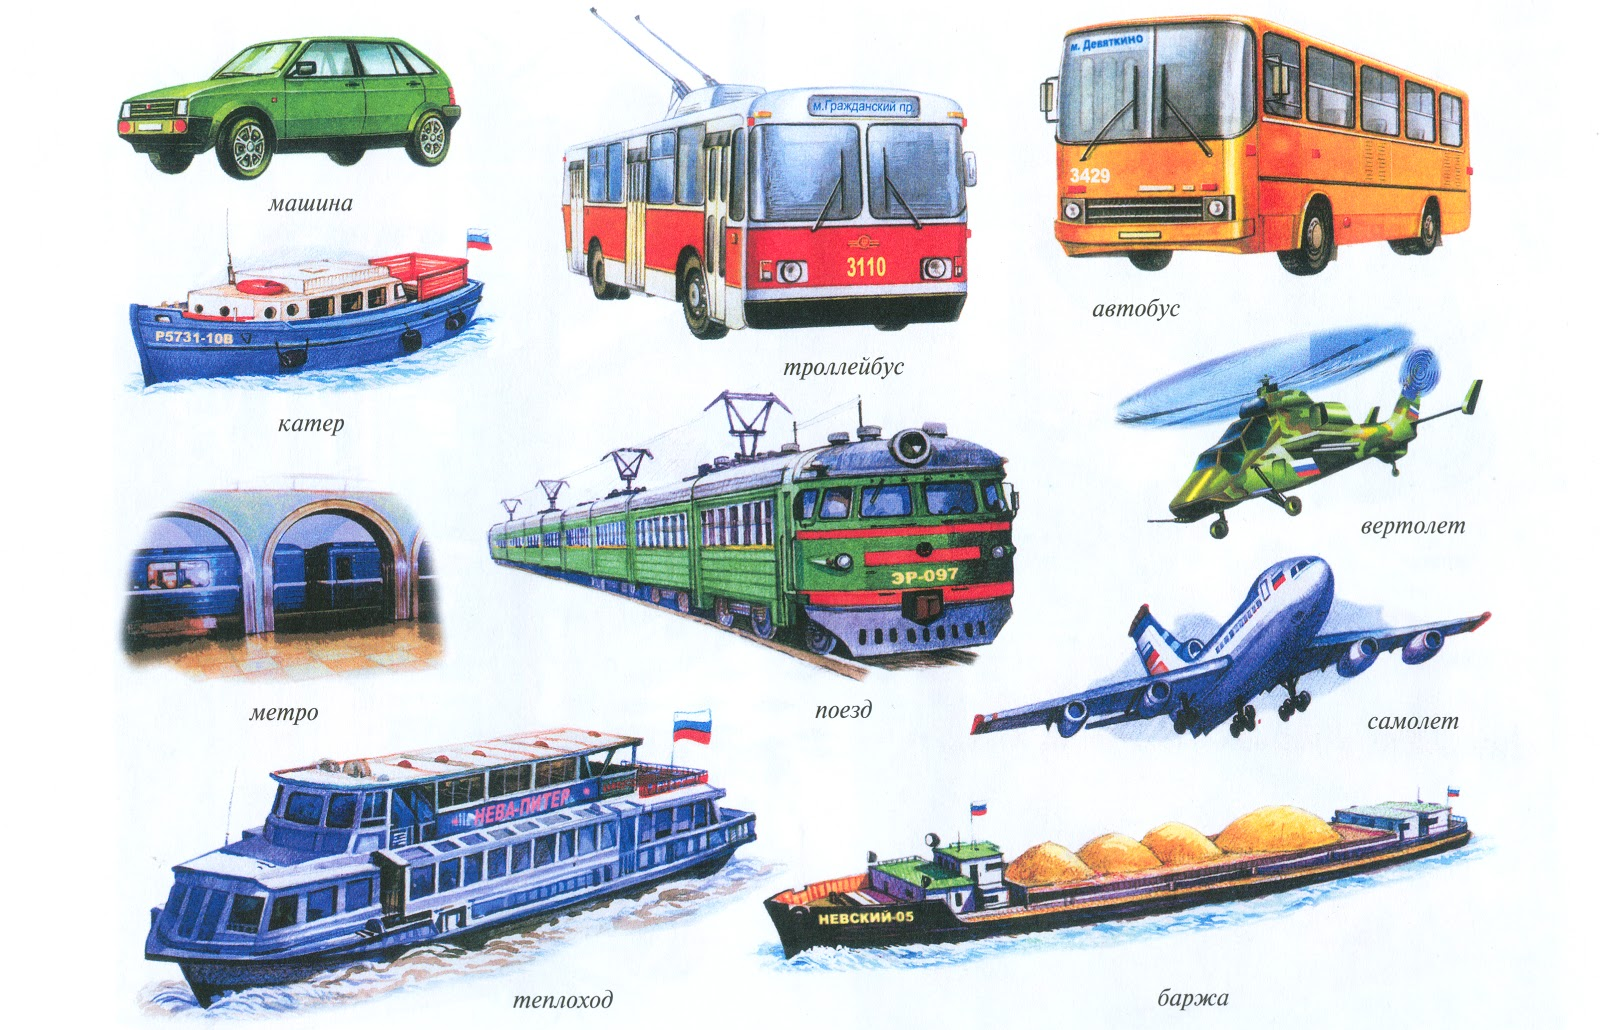 м. Девяткино
м.Гражданский пр.
3429
машина
3110
Р5731-10В
автобус
троллейбус
катер
вертолет
ЭР-097
метро
поезд
самолет
НЕВА-ПИТЕР
НЕВСКИЙ-05
теплоход
баржа